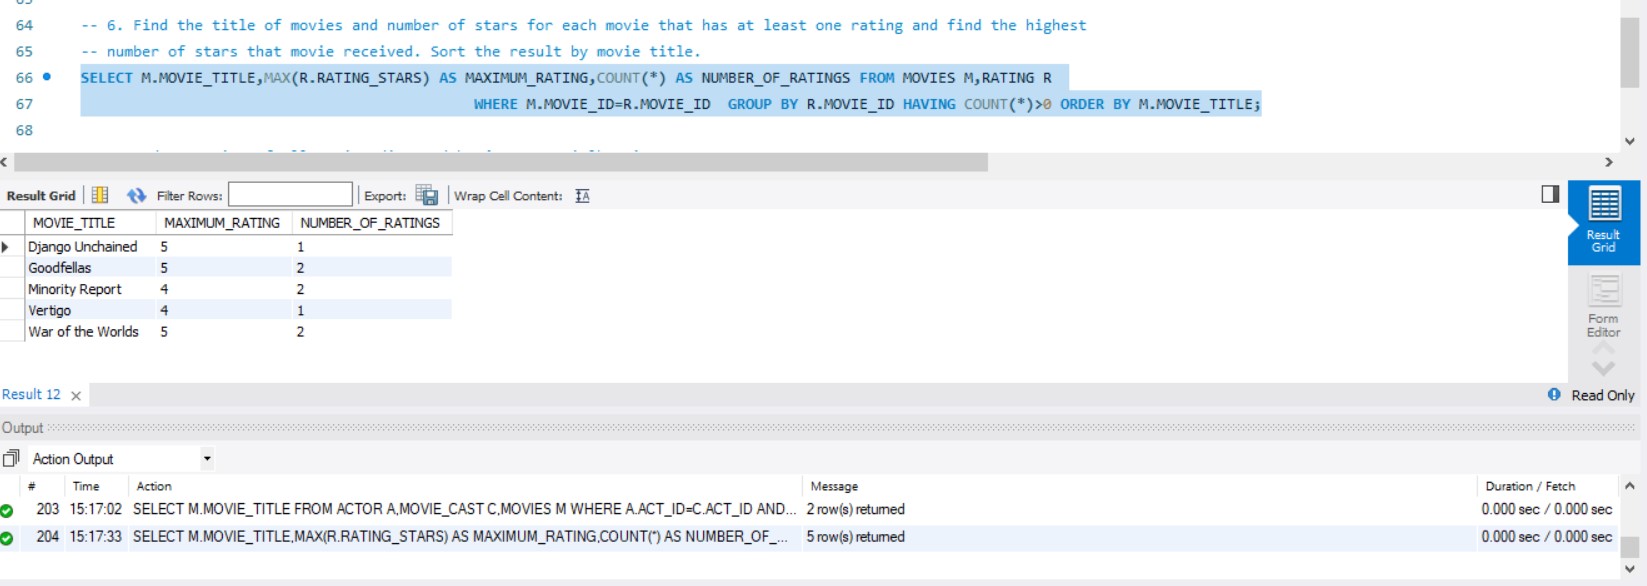 64 -- 6. Find the title of movies and number of stars for each movie that has at least one rating and find the highest
65 -- number of stars that movie received. Sort the result by movie title.
66 SELECT M.MOVIE_TITLE,MAX(R.RATING_STARS) AS MAXIMUM_RATING,COUNT(*) AS NUMBER_OF_RATINGS FROM MOVIES M,RATING R
67 WHERE M.MOVIE_ID=R.MOVIE_ID  GROUP BY R.MOVIE_ID HAVING COUNT(*)>0 ORDER BY M.MOVIE_TITLE;
68
Result Grid Filter Rows: Export: Wrap Cell Content: IA
MOVIE_TITLE MAXIMUM_RATING NUMBER_OF_RATINGS
Django Unchained 5 1
Goodfellas 5 2
Minority Report 4 2
Vertigo 4 1
War of the Worlds 5 2
Result
Grid
Form
Editor
Result 12 Read Only
Output
Action Output
# Time Action Message Duration / Fetch
203 15:17:02 SELECT M.MOVIE_TITLE FROM ACTOR A,MOVIE_CAST C,MOVIES M WHERE A.ACT_ID=C.ACT_ID AND... 2 row(s) returned 0.000 sec / 0.000 sec
204 15:17:33 SELECT M.MOVIE_TITLE,MAX(R.RATING_STARS) AS MAXIMUM_RATING,COUNT(*) AS NUMBER_OF_... 5 row(s) returned 0.000 sec / 0.000 sec